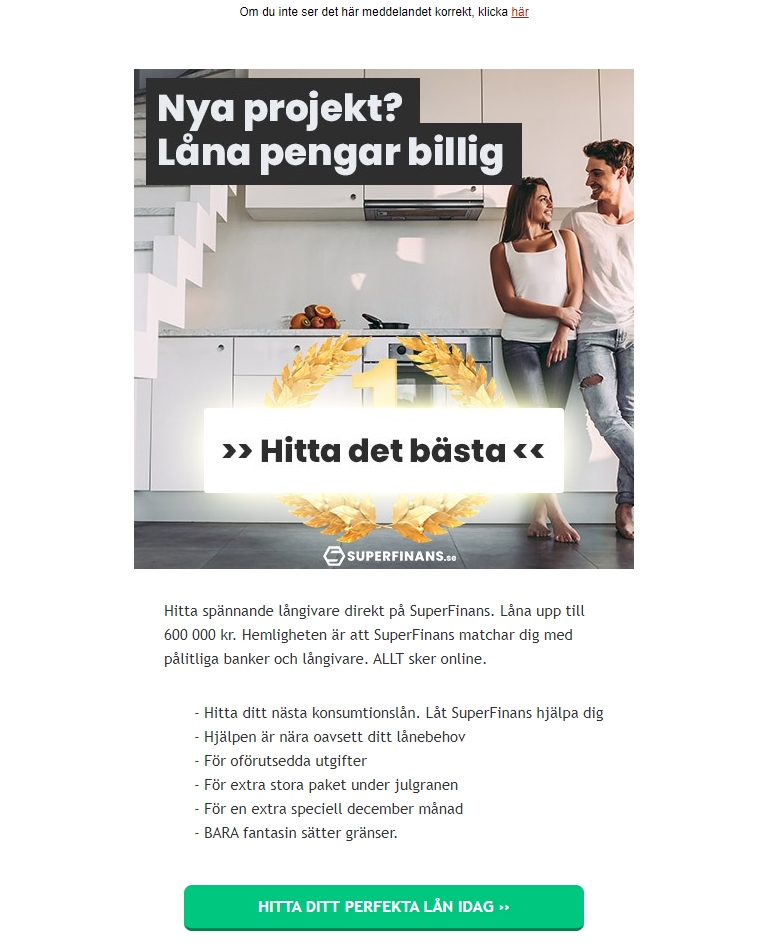 Om du inte ser det här meddelandet korrekt, klicka här
Nya projekt?
Låna pengar billig
1
>> Hitta det bästa <<
SUPERFINANS.se
Hitta spännande långivare direkt på SuperFinans. Låna upp till
600 000 kr. Hemligheten är att SuperFinans matchar dig med
pålitliga banker och långivare. ALLT sker online.
- Hitta ditt nästa konsumtionslån. Låt SuperFinans hjälpa dig
- Hjälpen är nära oavsett ditt lånebehov
- För oförutsedda utgifter
- För extra stora paket under julgranen
- För en extra speciell december månad
- BARA fantasin sätter gränser.
HITTA DITT PERFEKTA LÅN IDAG >>